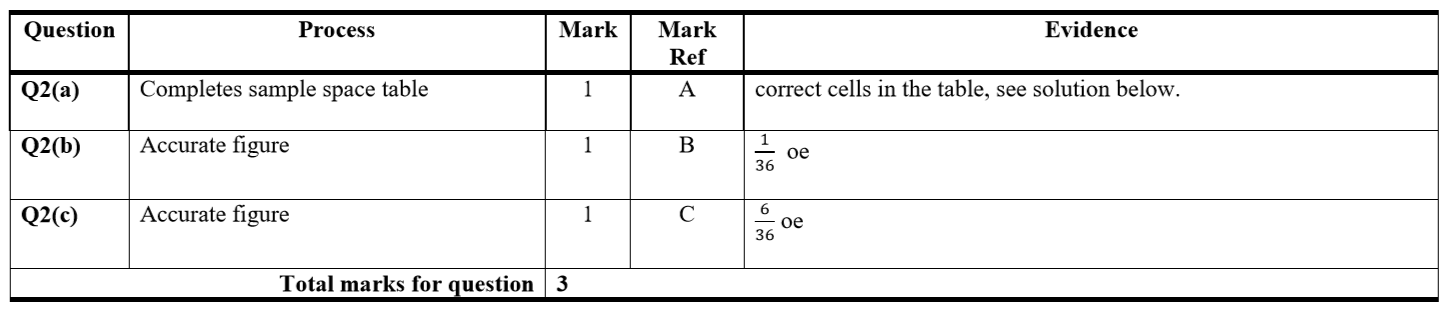 Question Process Mark Mark Ref Evidence
Q2(a) Completes sample space table 1 A correct cells in the table, see solution below.
Q2(b) Accurate figure 1 B 1/36 oe
Q2(c) Accurate figure 1 C 6/36 oe
Total marks for question 3